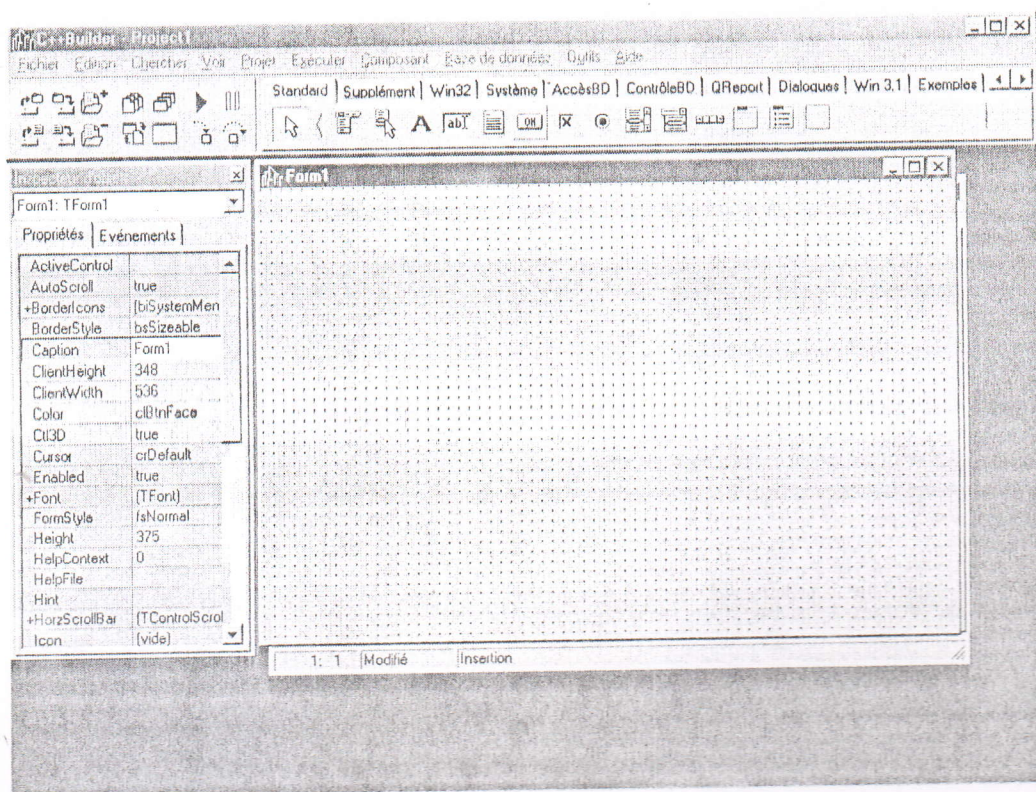 C++Builder - Project1
Fichier Edition Chercher Voir Projet Exécuter Composant Base de données Outils Aide
Standard Supplément Win32 Système AccèsBD ContrôleBD QReport Dialogues Win 3.1 Exemples
A ab OK
Form1
Form1: TForm1
Propriétés Evénements
ActiveControl
AutoScroll true
+BorderIcons [biSystemMen
BorderStyle bsSizeable
Caption Form1
ClientHeight 348
ClientWidth 536
Color clBtnFace
Ctl3D true
Cursor crDefault
Enabled true
+Font (TFont)
FormStyle fsNormal
Height 375
HelpContext 0
HelpFile
Hint
+HorzScrollBar (TControlScrol
Icon (vide)
1: 1 Modifié Insertion